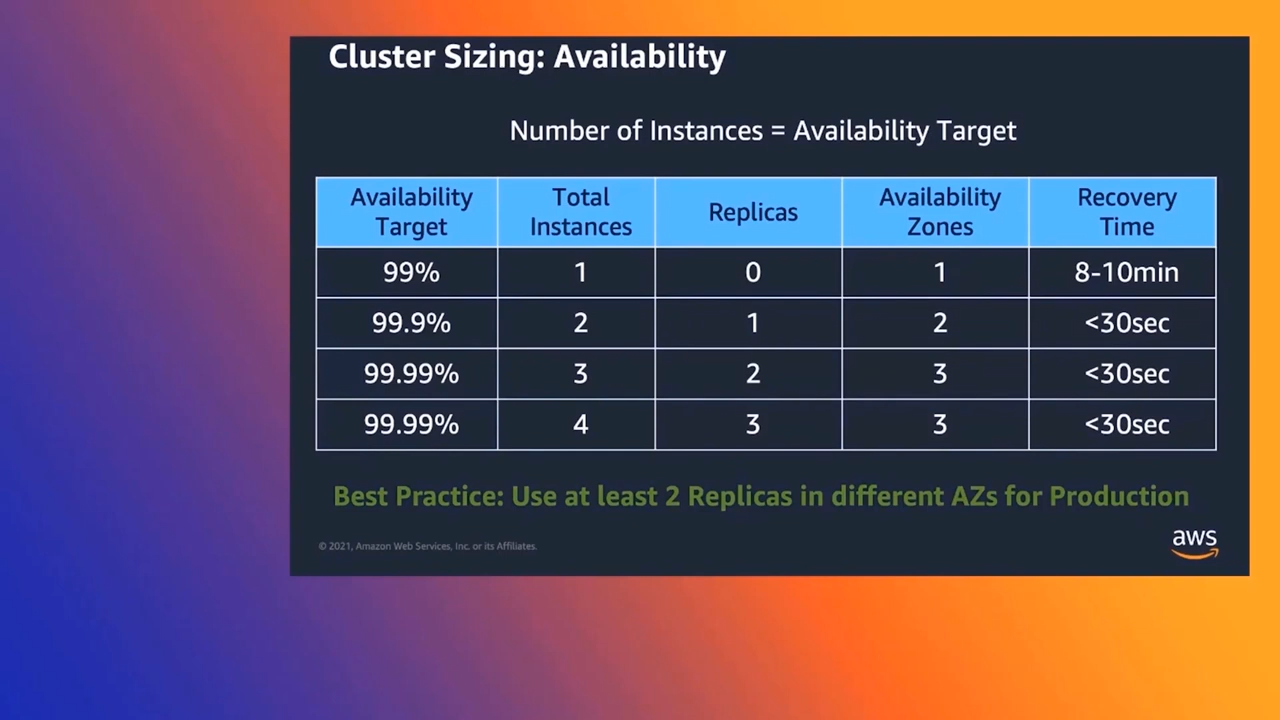 Cluster Sizing: Availability
Number of Instances = Availability Target
Availability Target Total Instances Replicas Availability Zones Recovery Time
99% 1 0 1 8-10min
99.9% 2 1 2 <30sec
99.99% 3 2 3 <30sec
99.99% 4 3 3 <30sec
Best Practice: Use at least 2 Replicas in different AZs for Production
© 2021, Amazon Web Services, Inc. or its Affiliates.
aws